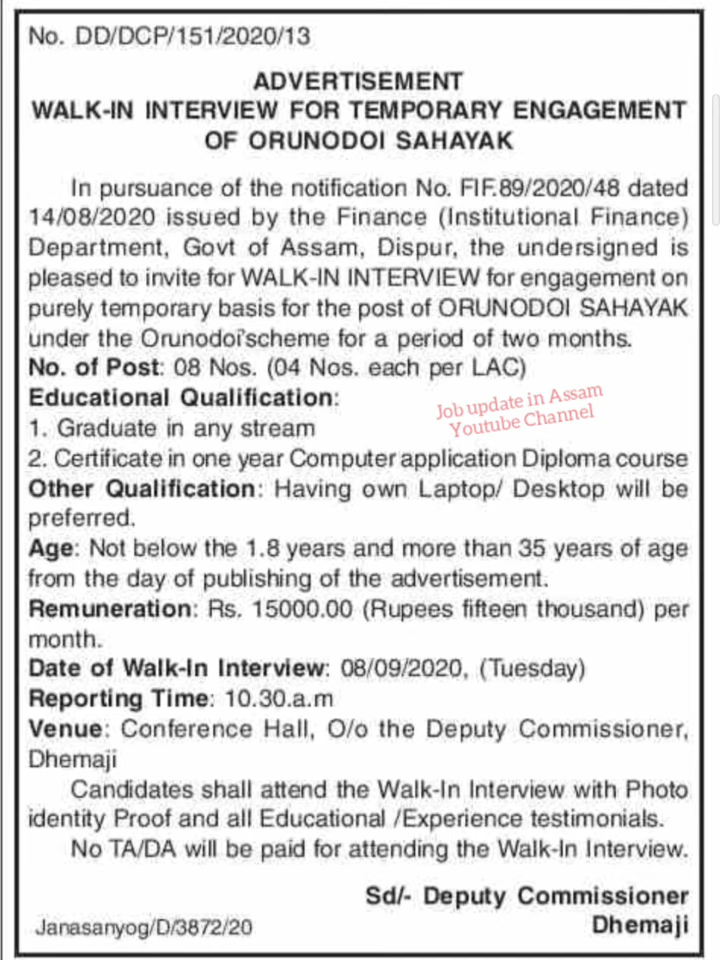 No. DD/DCP/151/2020/13
ADVERTISEMENT
WALK-IN INTERVIEW FOR TEMPORARY ENGAGEMENT
OF ORUNODOI SAHAYAK
In pursuance of the notification No. FIF.89/2020/48 dated
14/08/2020 issued by the Finance (Institutional Finance)
Department, Govt of Assam, Dispur, the undersigned is
pleased to invite for WALK-IN INTERVIEW for engagement on
purely temporary basis for the post of ORUNODOI SAHAYAK
under the Orunodoi'scheme for a period of two months.
No. of Post: 08 Nos. (04 Nos. each per LAC)
Educational Qualification:
Job update in Assam
Youtube Channel
1. Graduate in any stream
2. Certificate in one year Computer application Diploma course
Other Qualification: Having own Laptop/ Desktop will be
preferred.
Age: Not below the 1.8 years and more than 35 years of age
from the day of publishing of the advertisement.
Remuneration: Rs. 15000.00 (Rupees fifteen thousand) per
month.
Date of Walk-In Interview: 08/09/2020, (Tuesday)
Reporting Time: 10.30.a.m
Venue: Conference Hall, O/o the Deputy Commissioner,
Dhemaji
Candidates shall attend the Walk-In Interview with Photo
identity Proof and all Educational /Experience testimonials.
No TA/DA will be paid for attending the Walk-In Interview.
Sd/- Deputy Commissioner
Dhemaji
Janasanyog/D/3872/20